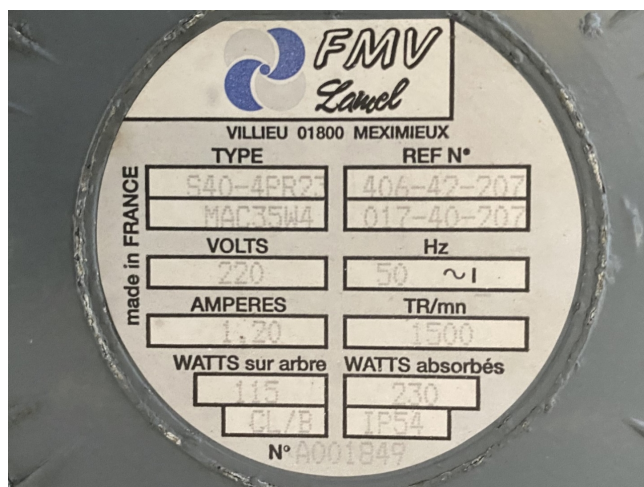 FMV
Lamel
VILLIEU 01800 MEXIMIEUX
made in FRANCE
TYPE REF N°
S40-4PR23 406-42-207
MAC35W4 017-40-207
VOLTS Hz
220 50 ~ I
AMPERES TR/mn
1.20 1500
WATTS sur arbre WATTS absorbés
115 230
CL/B IP54
N° A001849